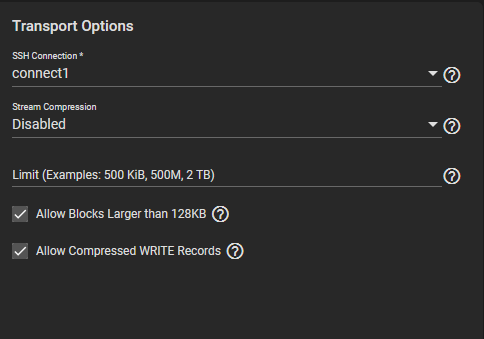 Transport Options
SSH Connection *
connect1
Stream Compression
Disabled
Limit (Examples: 500 KiB, 500M, 2 TB)
Allow Blocks Larger than 128KB
Allow Compressed WRITE Records